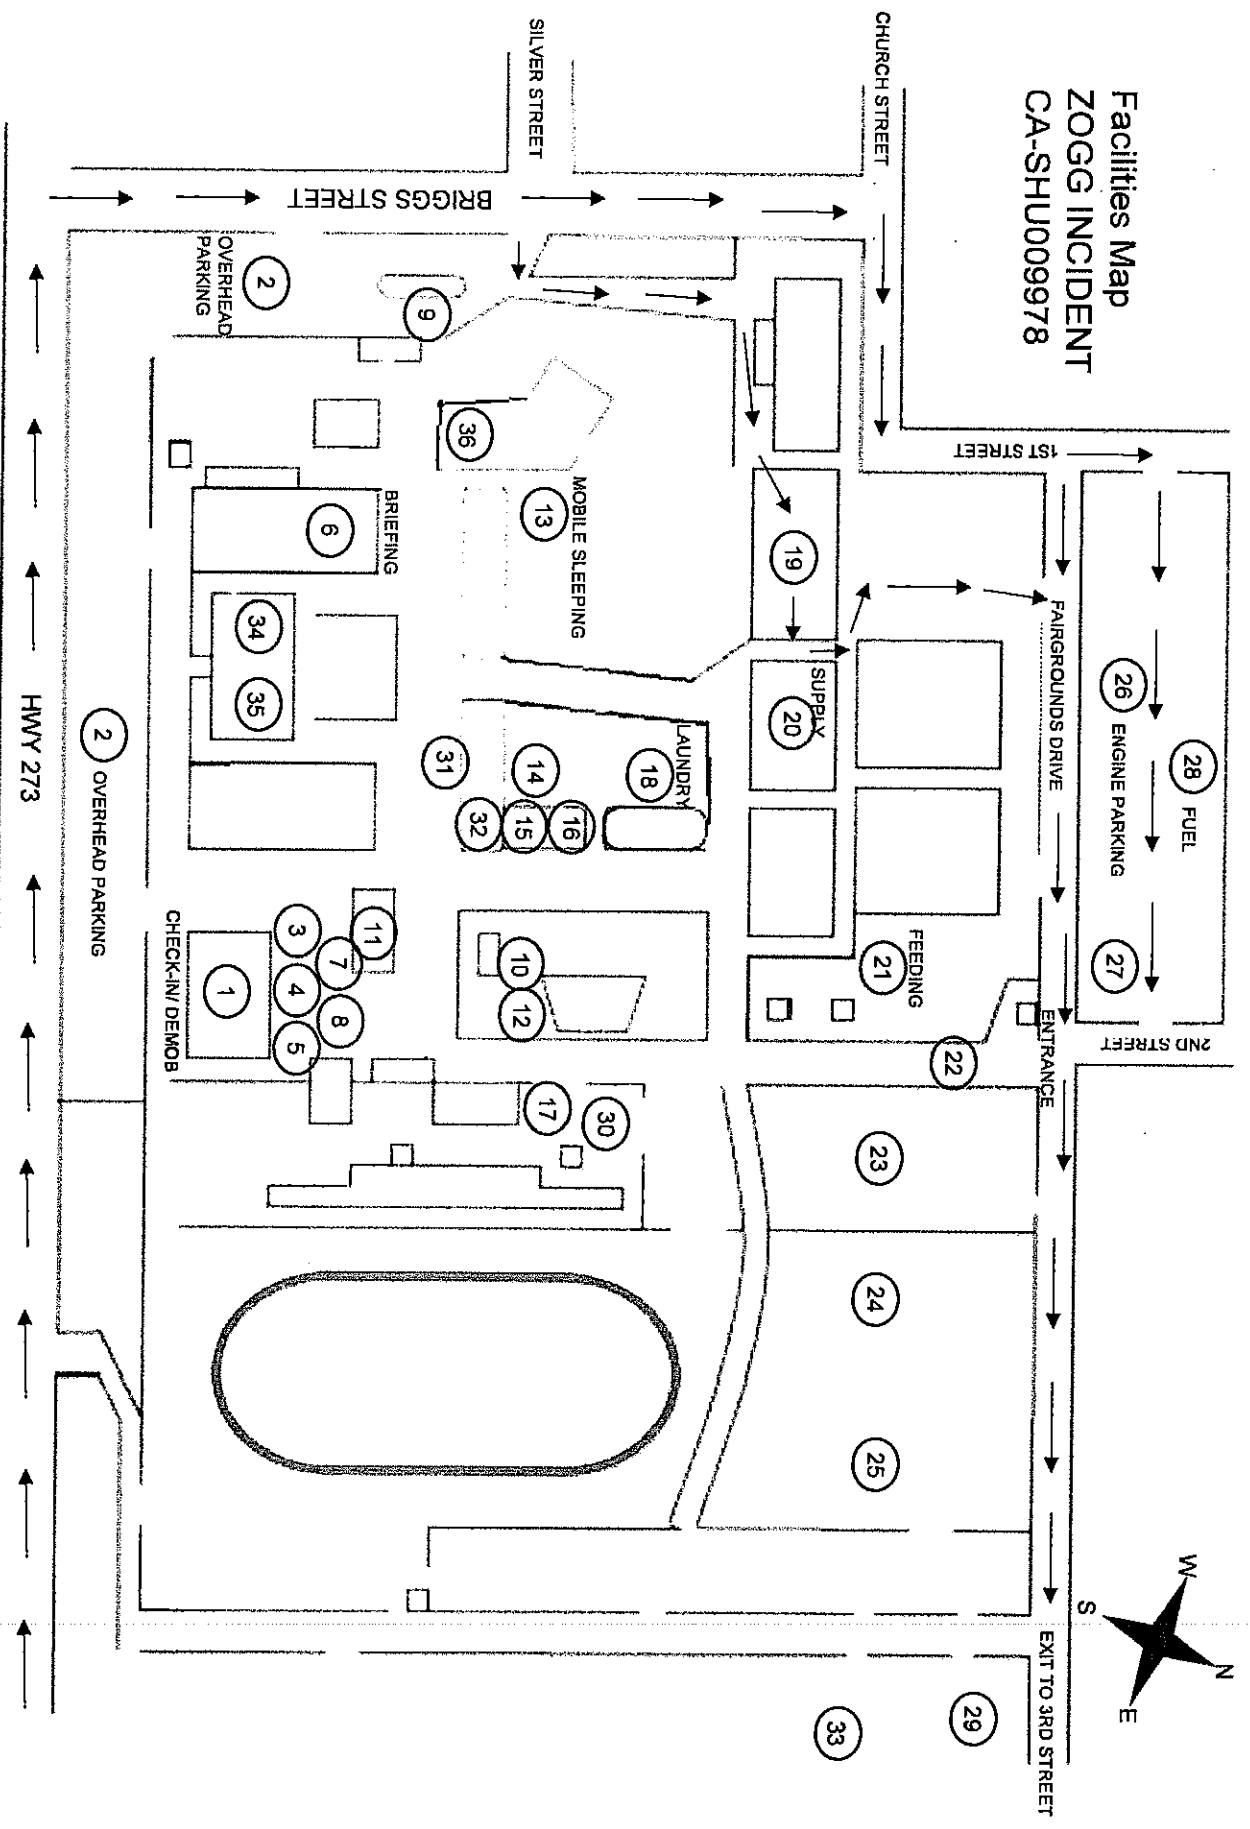 Facilities Map
ZOGG INCIDENT
CA-SHU009978
CHURCH STREET
SILVER STREET
BRIGGS STREET
1ST STREET
2ND STREET
FAIRGROUNDS DRIVE
ENTRANCE
EXIT TO 3RD STREET
28 FUEL
26 ENGINE PARKING
27
19
SUPPLY
20
FEEDING
21
22
23
24
25
29
33
LAUNDRY
18
MOBILE SLEEPING
13
36
14
15
16
31
32
10
12
17
30
9
2
OVERHEAD
PARKING
BRIEFING
6
34
35
11
3
7
4
8
5
1
CHECK-IN/ DEMOB
2 OVERHEAD PARKING
HWY 273
W
N
S
E